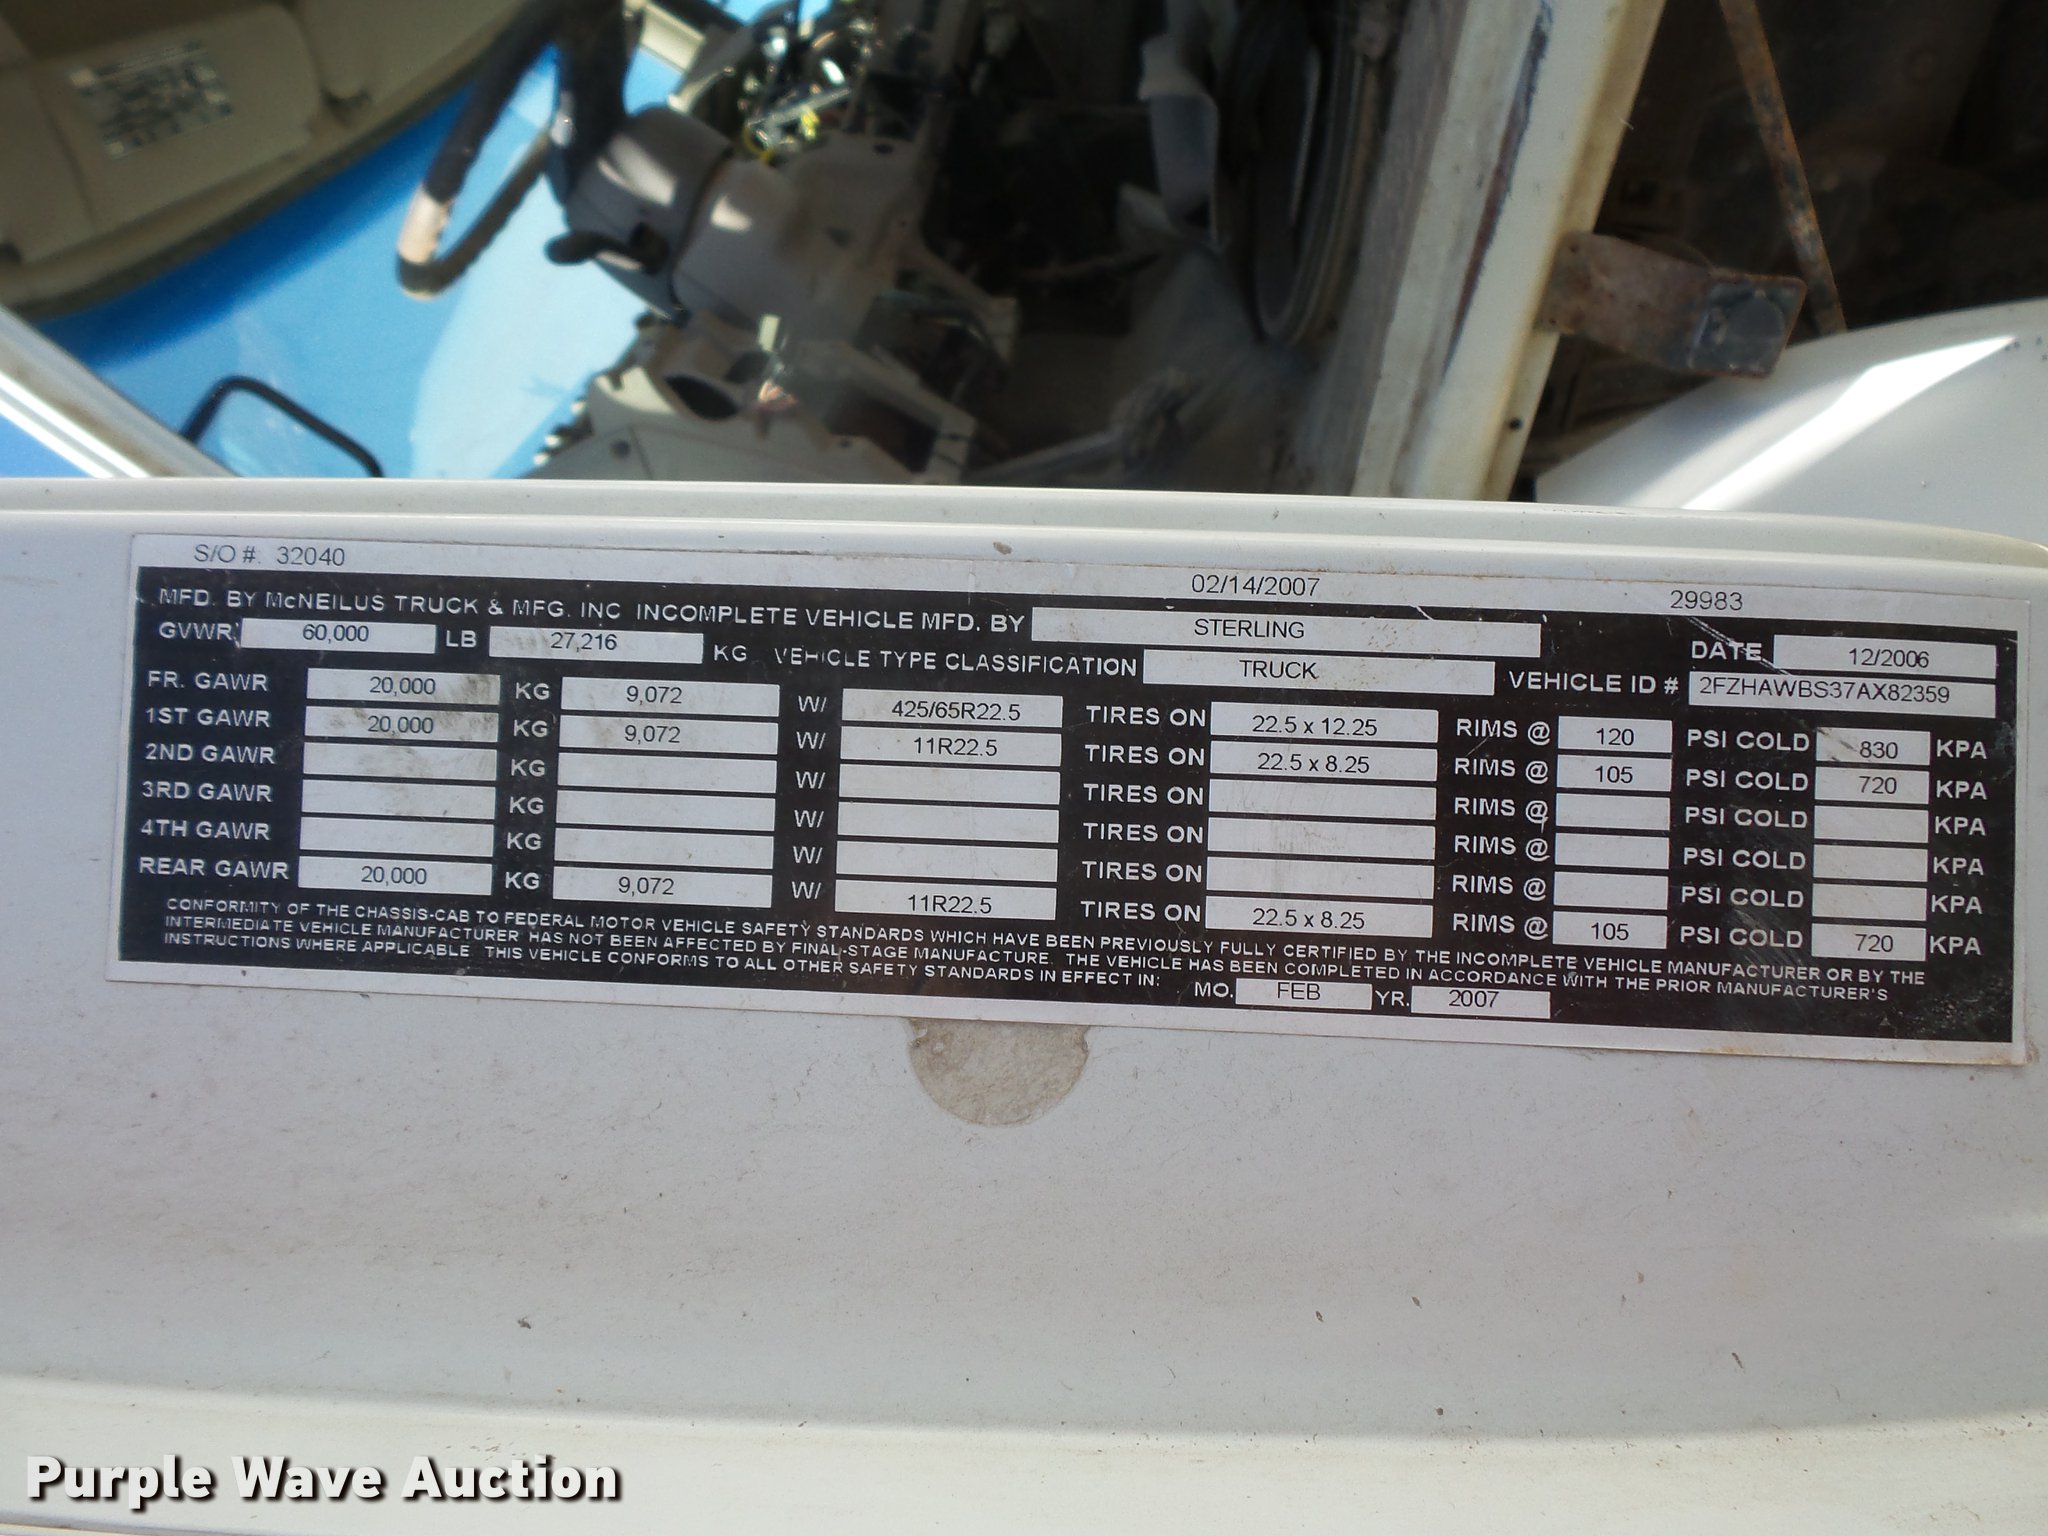 S/O #. 32040 02/14/2007 29983
MFD. BY McNEILUS TRUCK & MFG. INC INCOMPLETE VEHICLE MFD. BY STERLING DATE 12/2006
GVWR 60,000 LB 27,216 KG VEHICLE TYPE CLASSIFICATION TRUCK VEHICLE ID # 2FZHAWBS37AX82359
FR. GAWR 20,000 KG 9,072 W/ 425/65R22.5 TIRES ON 22.5 x 12.25 RIMS @ 120 PSI COLD 830 KPA
1ST GAWR 20,000 KG 9,072 W/ 11R22.5 TIRES ON 22.5 x 8.25 RIMS @ 105 PSI COLD 720 KPA
2ND GAWR KG W/ TIRES ON RIMS @ PSI COLD KPA
3RD GAWR KG W/ TIRES ON RIMS @ PSI COLD KPA
4TH GAWR KG W/ TIRES ON RIMS @ PSI COLD KPA
REAR GAWR 20,000 KG 9,072 W/ 11R22.5 TIRES ON 22.5 x 8.25 RIMS @ 105 PSI COLD 720 KPA
CONFORMITY OF THE CHASSIS-CAB TO FEDERAL MOTOR VEHICLE SAFETY STANDARDS WHICH HAVE BEEN PREVIOUSLY FULLY CERTIFIED BY THE INCOMPLETE VEHICLE MANUFACTURER OR BY THE
INTERMEDIATE VEHICLE MANUFACTURER HAS NOT BEEN AFFECTED BY FINAL-STAGE MANUFACTURE. THE VEHICLE HAS BEEN COMPLETED IN ACCORDANCE WITH THE PRIOR MANUFACTURER'S
INSTRUCTIONS WHERE APPLICABLE. THIS VEHICLE CONFORMS TO ALL OTHER SAFETY STANDARDS IN EFFECT IN: MO. FEB YR. 2007
Purple Wave Auction